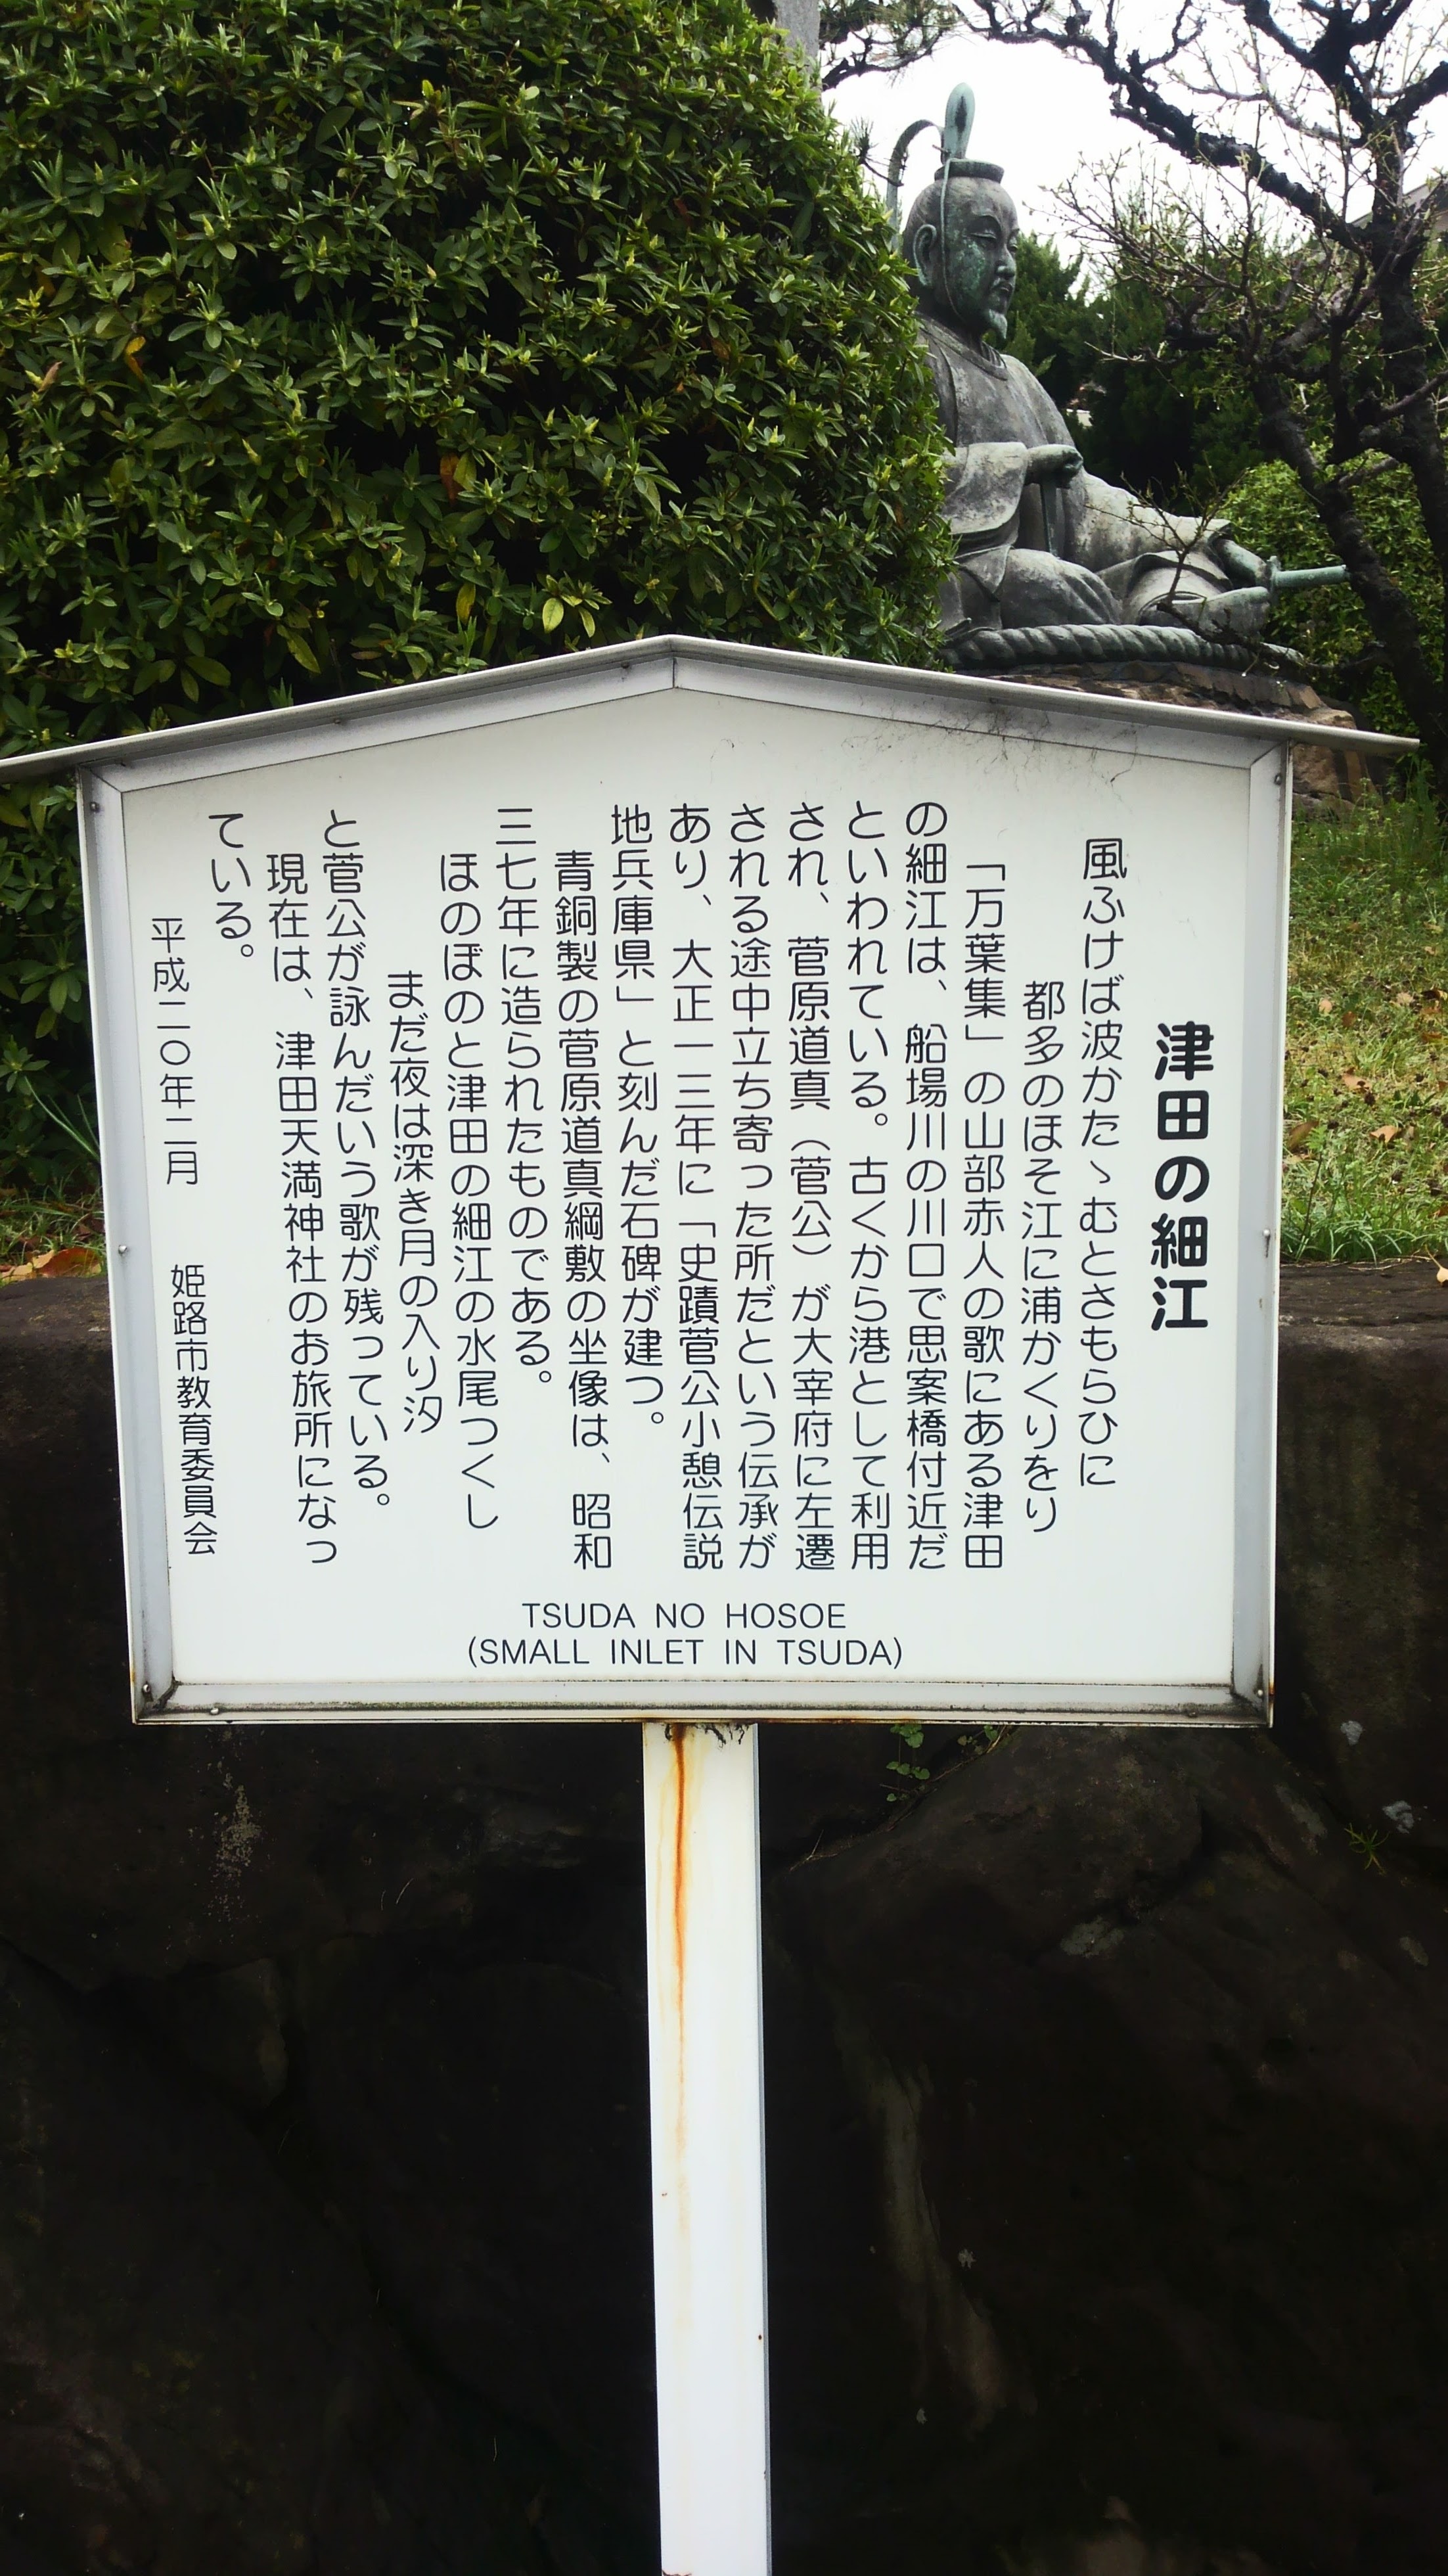 津田の細江
風ふけば波かたゝむとさもらひに
都多のほそ江に浦かくりをり
「万葉集」の山部赤人の歌にある津田
の細江は、船場川の川口で思案橋付近だ
といわれている。古くから港として利用
され、菅原道真（菅公）が大宰府に左遷
される途中立ち寄った所だという伝承が
あり、大正一三年に「史蹟菅公小憩伝説
地兵庫県」と刻んだ石碑が建つ。
青銅製の菅原道真綱敷の坐像は、昭和
三七年に造られたものである。
ほのぼのと津田の細江の水尾つくし
まだ夜は深き月の入り汐
と菅公が詠んだいう歌が残っている。
現在は、津田天満神社のお旅所になっ
ている。
平成二〇年二月　姫路市教育委員会
TSUDA NO HOSOE
(SMALL INLET IN TSUDA)